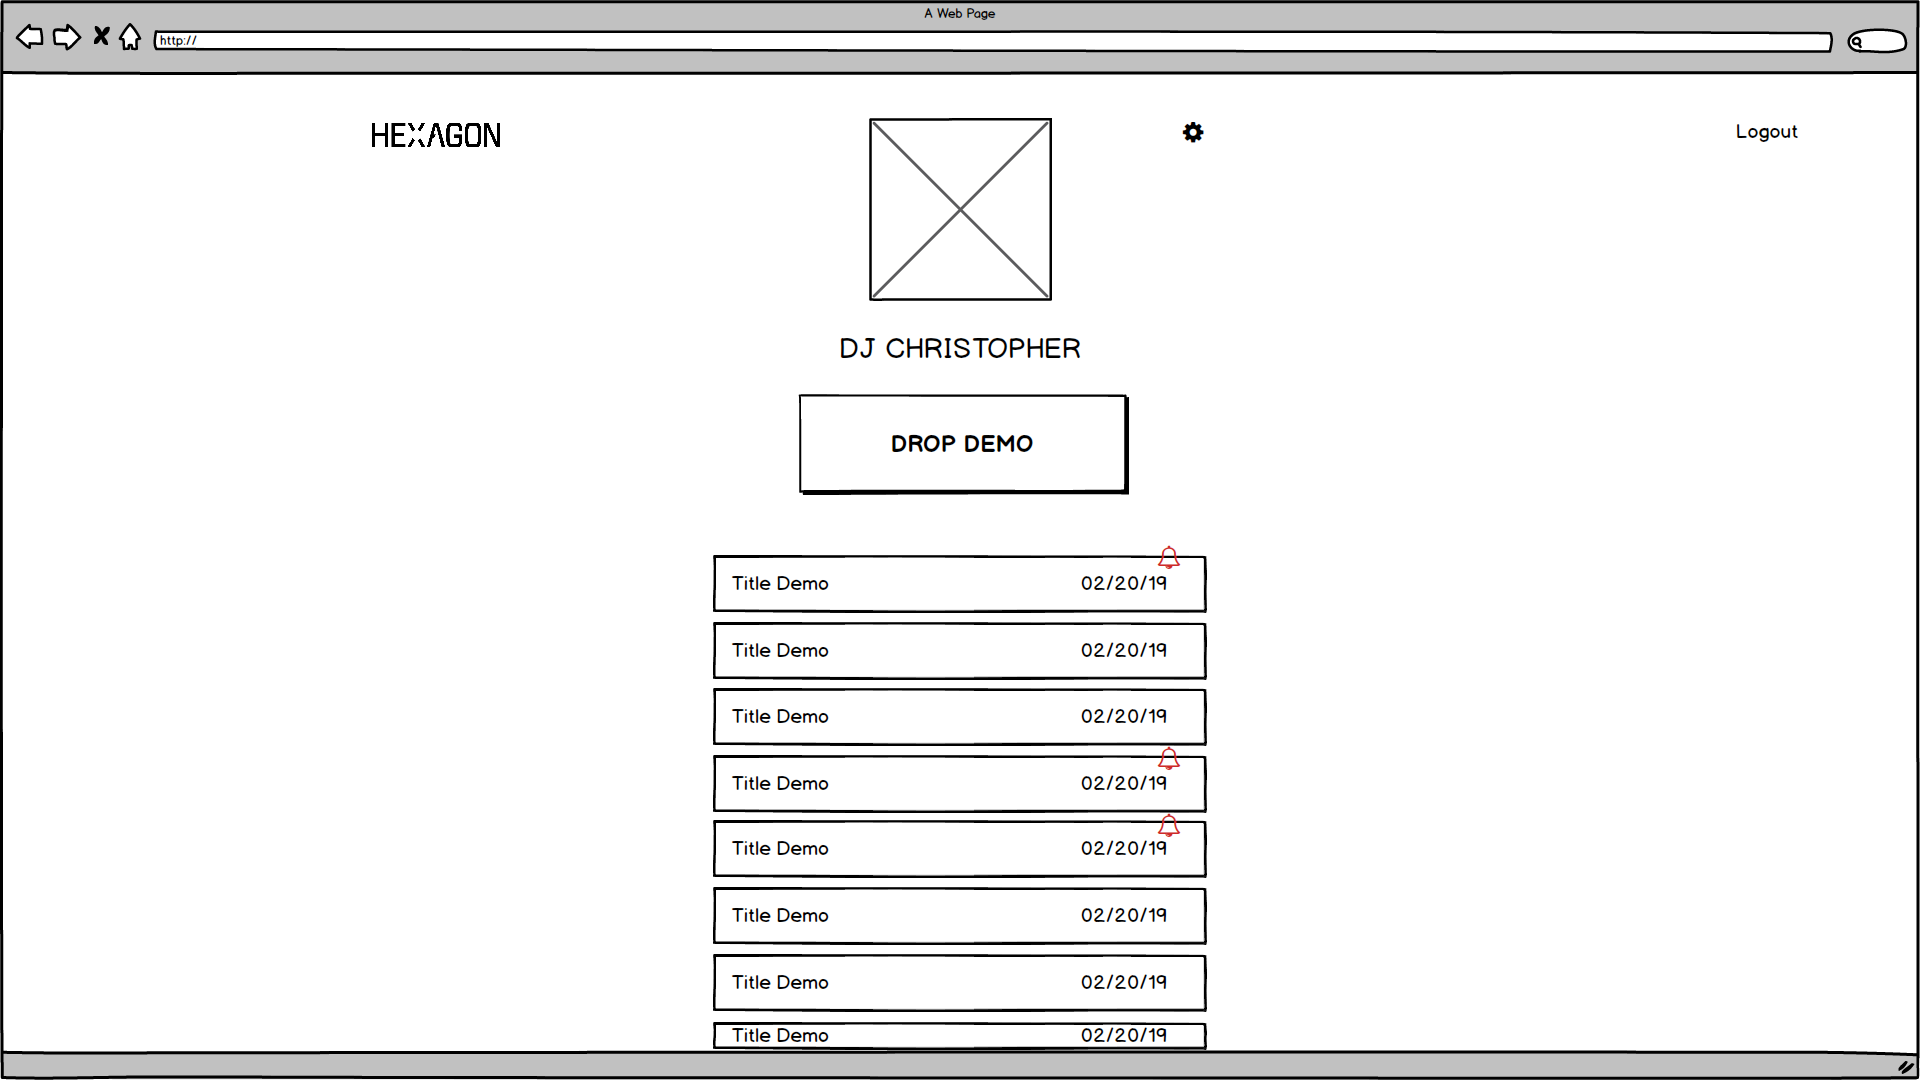 A Web Page
http://
HEXAGON
Logout
DJ CHRISTOPHER
DROP DEMO
Title Demo 02/20/19
Title Demo 02/20/19
Title Demo 02/20/19
Title Demo 02/20/19
Title Demo 02/20/19
Title Demo 02/20/19
Title Demo 02/20/19
Title Demo 02/20/19